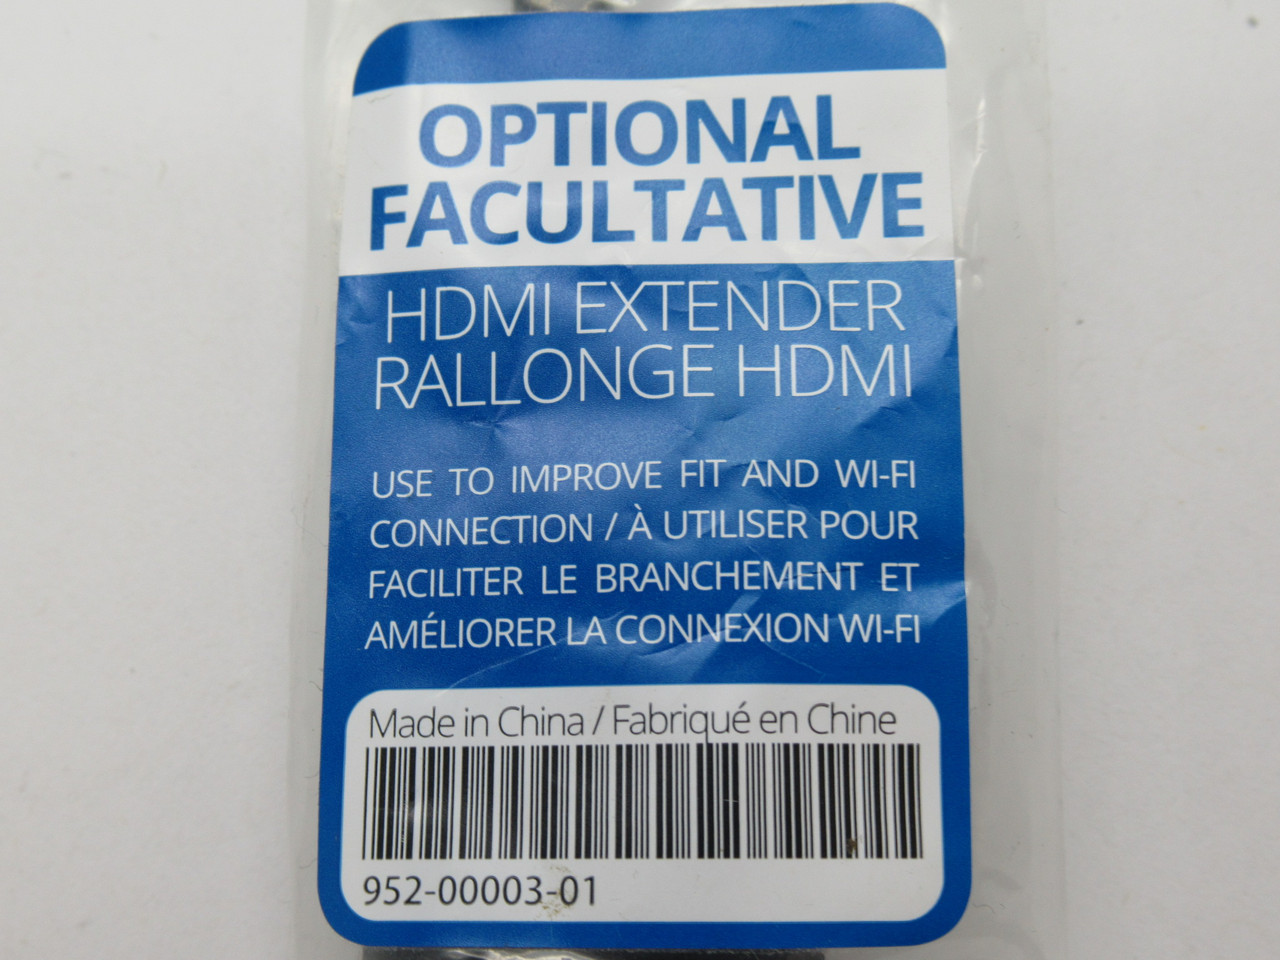 OPTIONAL
FACULTATIVE
HDMI EXTENDER
RALLONGE HDMI
USE TO IMPROVE FIT AND WI-FI
CONNECTION / À UTILISER POUR
FACILITER LE BRANCHEMENT ET
AMÉLIORER LA CONNEXION WI-FI
Made in China / Fabriqué en Chine
952-00003-01